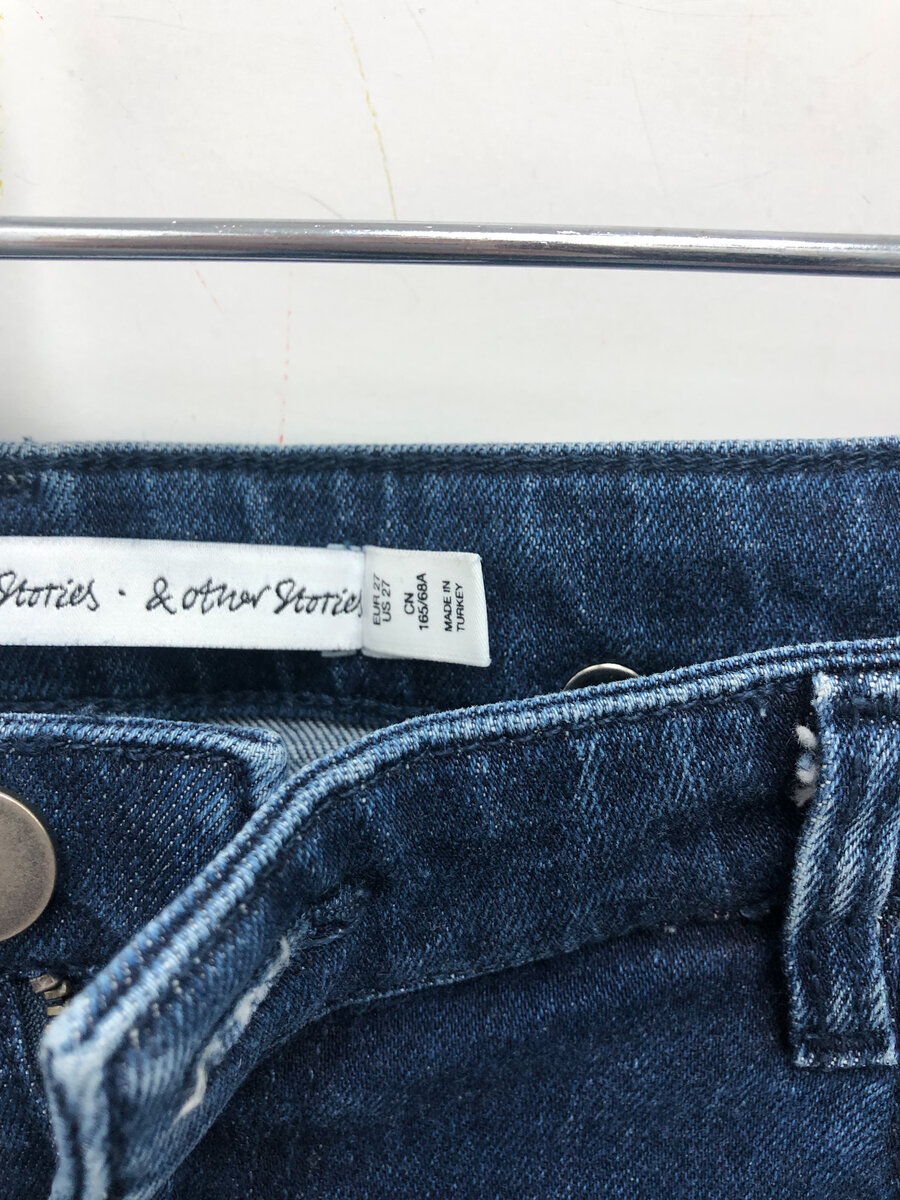 Stories · & other Stories
EUR 27
US 27
CN
165/68A
MADE IN
TURKEY